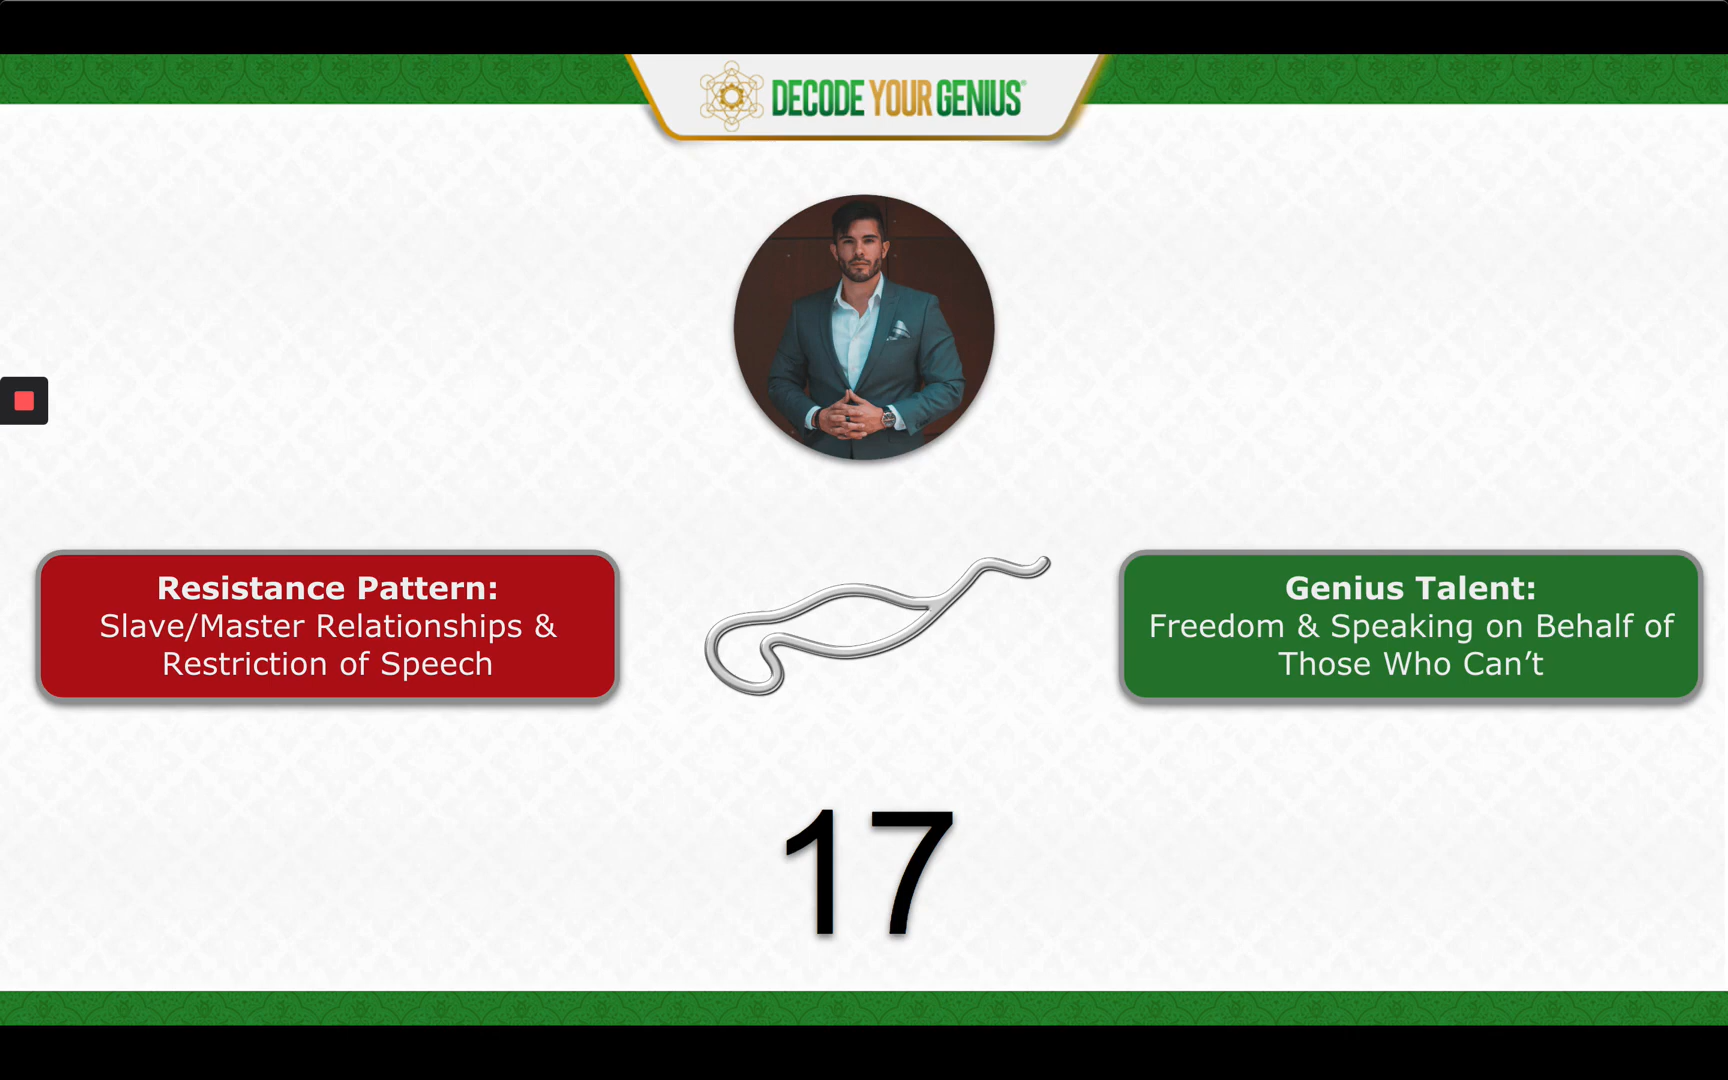 DECODE YOUR GENIUS®
Resistance Pattern:
Slave/Master Relationships &
Restriction of Speech
Genius Talent:
Freedom & Speaking on Behalf of
Those Who Can’t
17